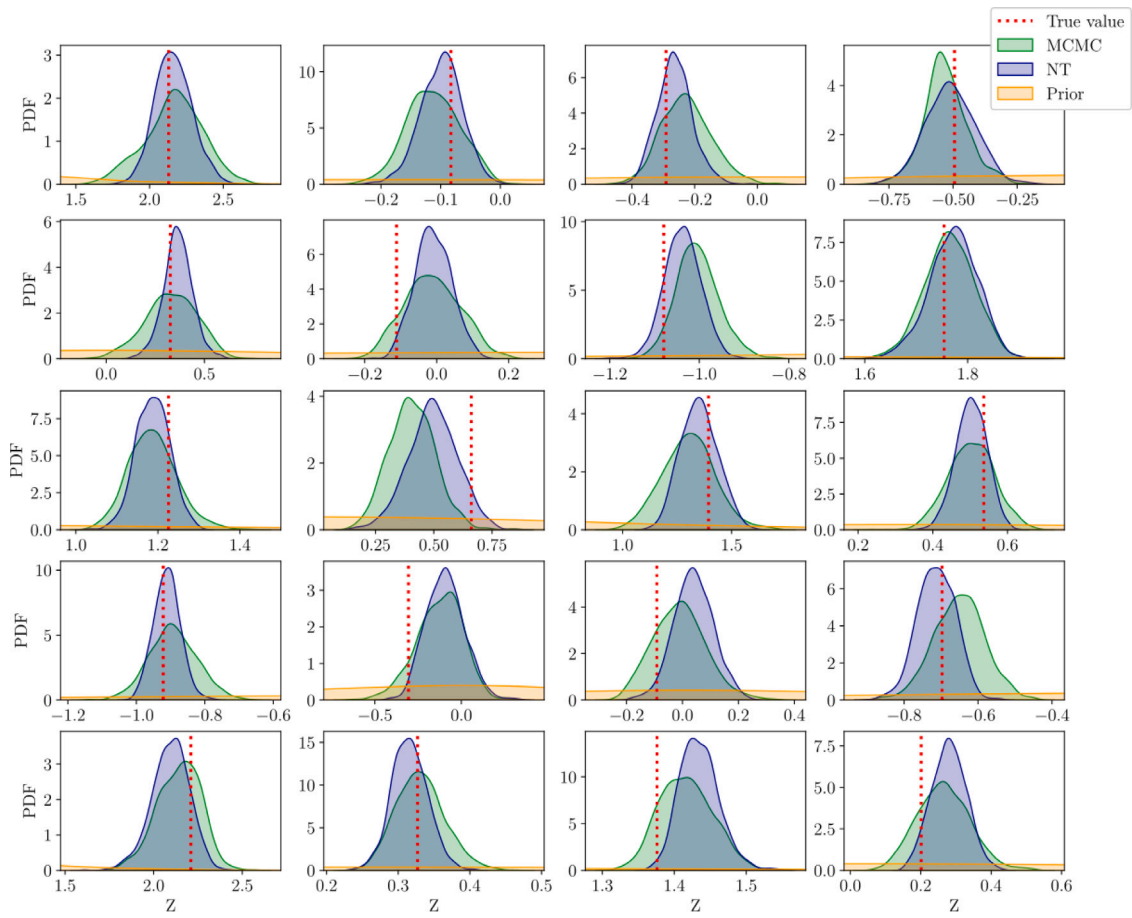 True value
MCMC
NT
Prior
PDF
0 1 2 3
1.5 2.0 2.5
0 5 10
−0.2 −0.1 0.0
0 2 4 6
−0.4 −0.2 0.0
0 2 4
−0.75 −0.50 −0.25
PDF
0 2 4 6
0.0 0.5
0 2 4 6
−0.2 0.0 0.2
0 5 10
−1.2 −1.0 −0.8
0.0 2.5 5.0 7.5
1.6 1.8
PDF
0.0 2.5 5.0 7.5
1.0 1.2 1.4
0 2 4
0.25 0.50 0.75
0 2 4
1.0 1.5
0.0 2.5 5.0 7.5
0.2 0.4 0.6
PDF
0 5 10
−1.2 −1.0 −0.8 −0.6
0 1 2 3
−0.5 0.0
0 2 4
−0.2 0.0 0.2 0.4
0 2 4 6
−0.8 −0.6 −0.4
PDF
0 1 2 3
1.5 2.0 2.5
Z
0 5 10 15
0.2 0.3 0.4 0.5
Z
0 5 10
1.3 1.4 1.5
Z
0.0 2.5 5.0 7.5
0.0 0.2 0.4 0.6
Z